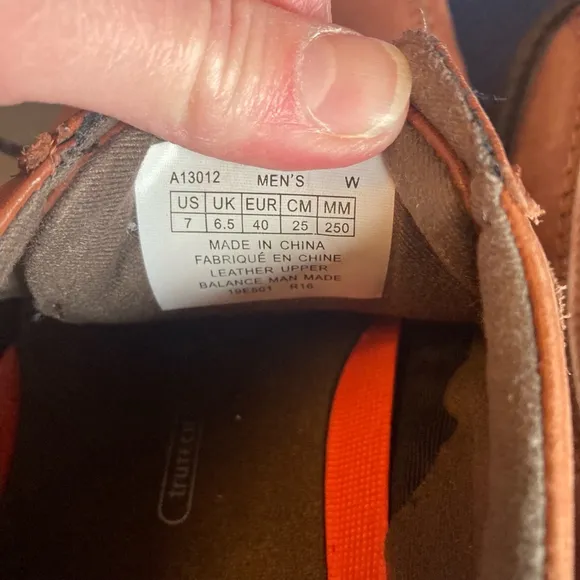 A13012 MEN'S W
US UK EUR CM MM
7 6.5 40 25 250
MADE IN CHINA
FABRIQUÉ EN CHINE
LEATHER UPPER
BALANCE MAN MADE
R16